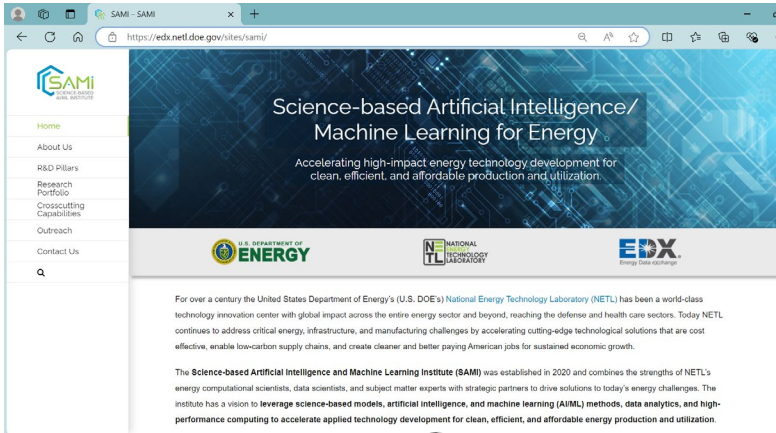 SAMI – SAMI
https://edx.netl.doe.gov/sites/sami/
SAMi
SCIENCE-BASED
AI/ML INSTITUTE
Home
About Us
R&D Pillars
Research
Portfolio
Crosscutting
Capabilities
Outreach
Contact Us
Science-based Artificial Intelligence/
Machine Learning for Energy
Accelerating high-impact energy technology development for
clean, efficient, and affordable production and utilization.
U.S. DEPARTMENT OF
ENERGY
NETL
NATIONAL
ENERGY
TECHNOLOGY
LABORATORY
EDX
Energy Data eXchange
For over a century the United States Department of Energy's (U.S. DOE's) National Energy Technology Laboratory (NETL) has been a world-class
technology innovation center with global impact across the entire energy sector and beyond, reaching the defense and health care sectors. Today NETL
continues to address critical energy, infrastructure, and manufacturing challenges by accelerating cutting-edge technological solutions that are cost
effective, enable low-carbon supply chains, and create cleaner and better paying American jobs for sustained economic growth.
The Science-based Artificial Intelligence and Machine Learning Institute (SAMI) was established in 2020 and combines the strengths of NETL's
energy computational scientists, data scientists, and subject matter experts with strategic partners to drive solutions to today's energy challenges. The
institute has a vision to leverage science-based models, artificial intelligence, and machine learning (AI/ML) methods, data analytics, and high-
performance computing to accelerate applied technology development for clean, efficient, and affordable energy production and utilization.